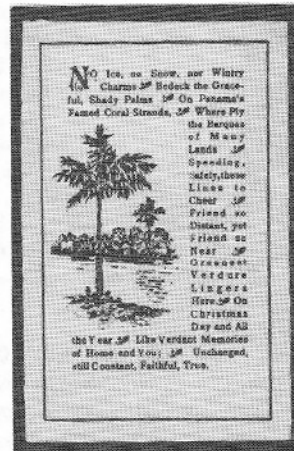 NO Ice, no Snow, nor Wintry
Charms Bedeck the Grace-
ful, Shady Palms On Panama's
Famed Coral Strands, Where Ply
the Barques
of Many
Lands
Speeding,
Safely, these
Lines to
Cheer
Friend so
Distant, yet
Friend so
Near
Greenest
Verdure
Lingers
Here. On
Christmas
Day and All
the Year Like Verdant Memories
of Home and You; Unchanged,
still Constant, Faithful, True.